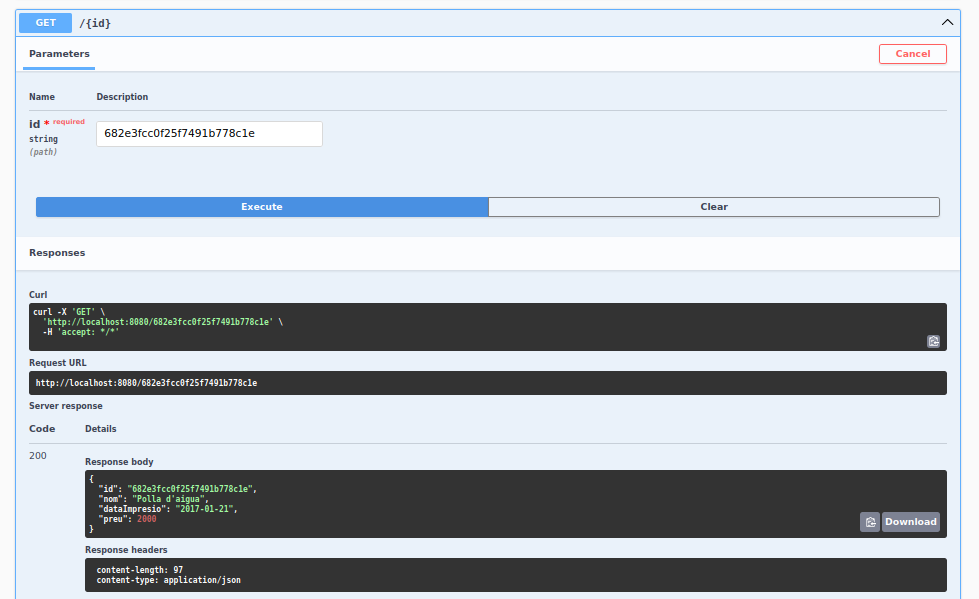 GET /{id}
Parameters
Cancel
Name Description
id * required
string
(path)
682e3fcc0f25f7491b778c1e
Execute Clear
Responses
Curl
curl -X 'GET' \
  'http://localhost:8080/682e3fcc0f25f7491b778c1e' \
  -H 'accept: */*'
Request URL
http://localhost:8080/682e3fcc0f25f7491b778c1e
Server response
Code Details
200
Response body
{
  "id": "682e3fcc0f25f7491b778c1e",
  "nom": "Polla d'aigua",
  "dataImpresio": "2017-01-21",
  "preu": 2000
}
Download
Response headers
content-length: 97
content-type: application/json